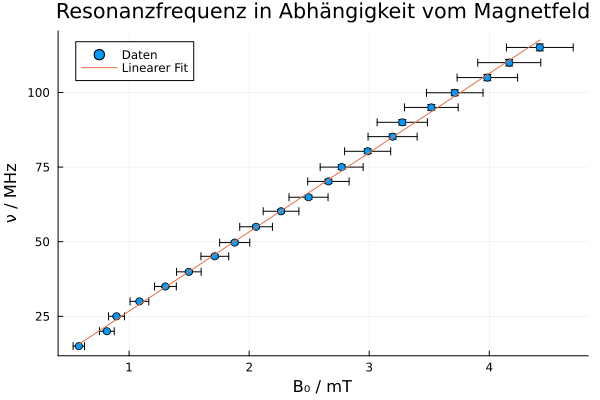 Resonanzfrequenz in Abhängigkeit vom Magnetfeld
Daten
Linearer Fit
100
75
50
25
ν / MHz
1 2 3 4
B₀ / mT